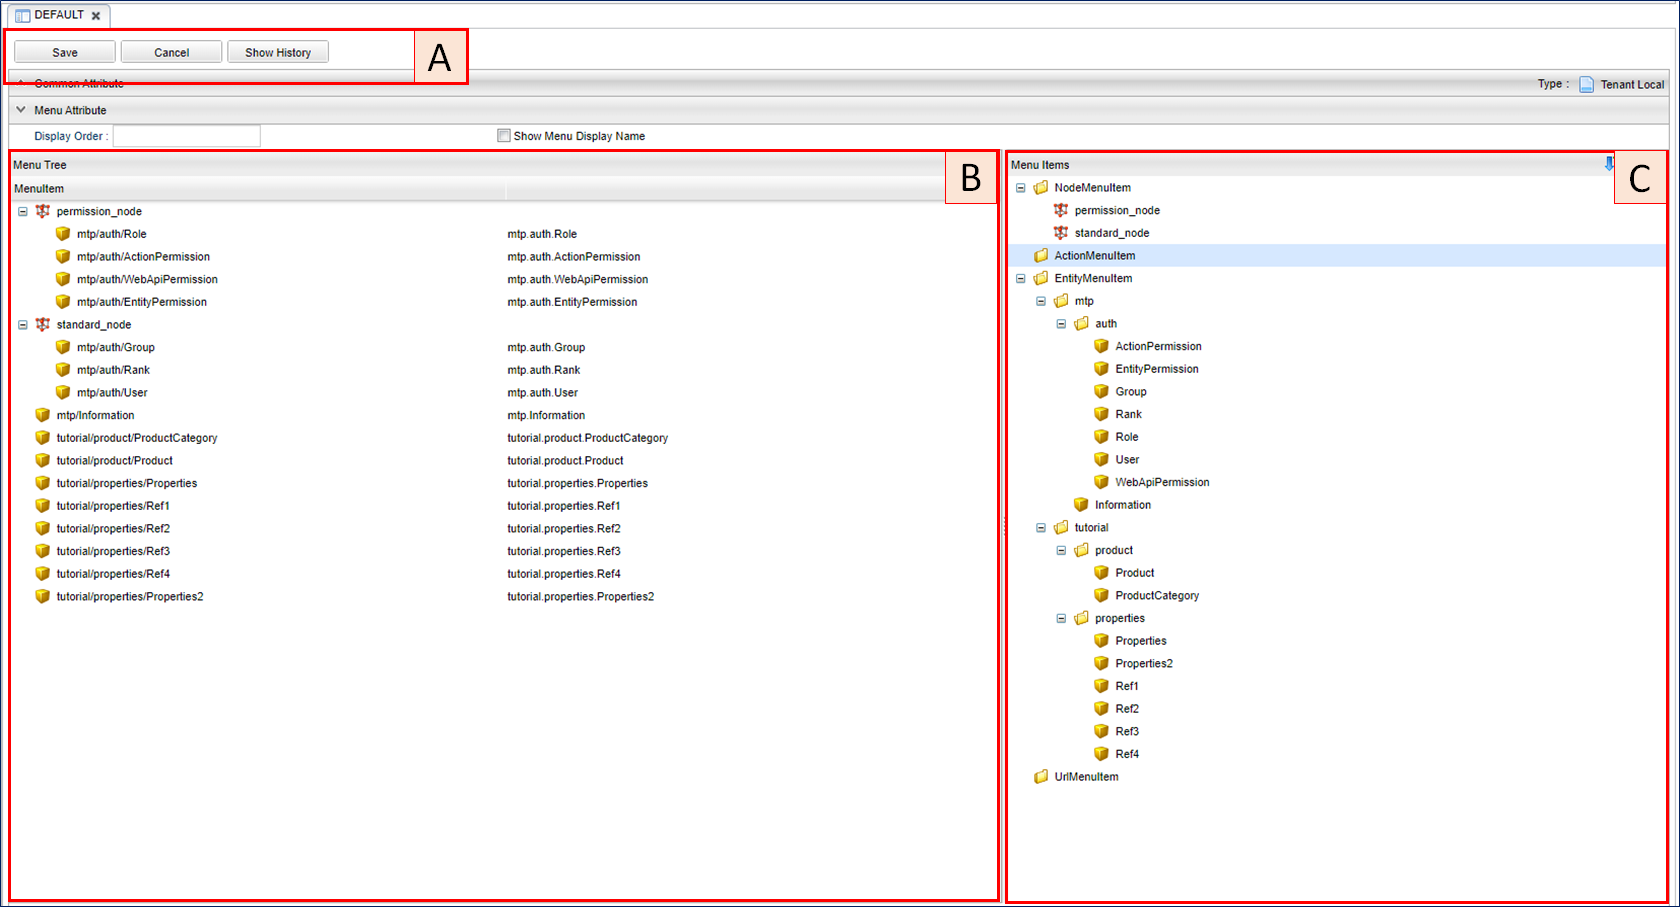 DEFAULT
Save Cancel Show History
A
Common Attribute Type : Tenant Local
Menu Attribute
Display Order : Show Menu Display Name
Menu Tree
B
MenuItem
permission_node
mtp/auth/Role mtp.auth.Role
mtp/auth/ActionPermission mtp.auth.ActionPermission
mtp/auth/WebApiPermission mtp.auth.WebApiPermission
mtp/auth/EntityPermission mtp.auth.EntityPermission
standard_node
mtp/auth/Group mtp.auth.Group
mtp/auth/Rank mtp.auth.Rank
mtp/auth/User mtp.auth.User
mtp/Information mtp.Information
tutorial/product/ProductCategory tutorial.product.ProductCategory
tutorial/product/Product tutorial.product.Product
tutorial/properties/Properties tutorial.properties.Properties
tutorial/properties/Ref1 tutorial.properties.Ref1
tutorial/properties/Ref2 tutorial.properties.Ref2
tutorial/properties/Ref3 tutorial.properties.Ref3
tutorial/properties/Ref4 tutorial.properties.Ref4
tutorial/properties/Properties2 tutorial.properties.Properties2
Menu Items
C
NodeMenuItem
permission_node
standard_node
ActionMenuItem
EntityMenuItem
mtp
auth
ActionPermission
EntityPermission
Group
Rank
Role
User
WebApiPermission
Information
tutorial
product
Product
ProductCategory
properties
Properties
Properties2
Ref1
Ref2
Ref3
Ref4
UrlMenuItem